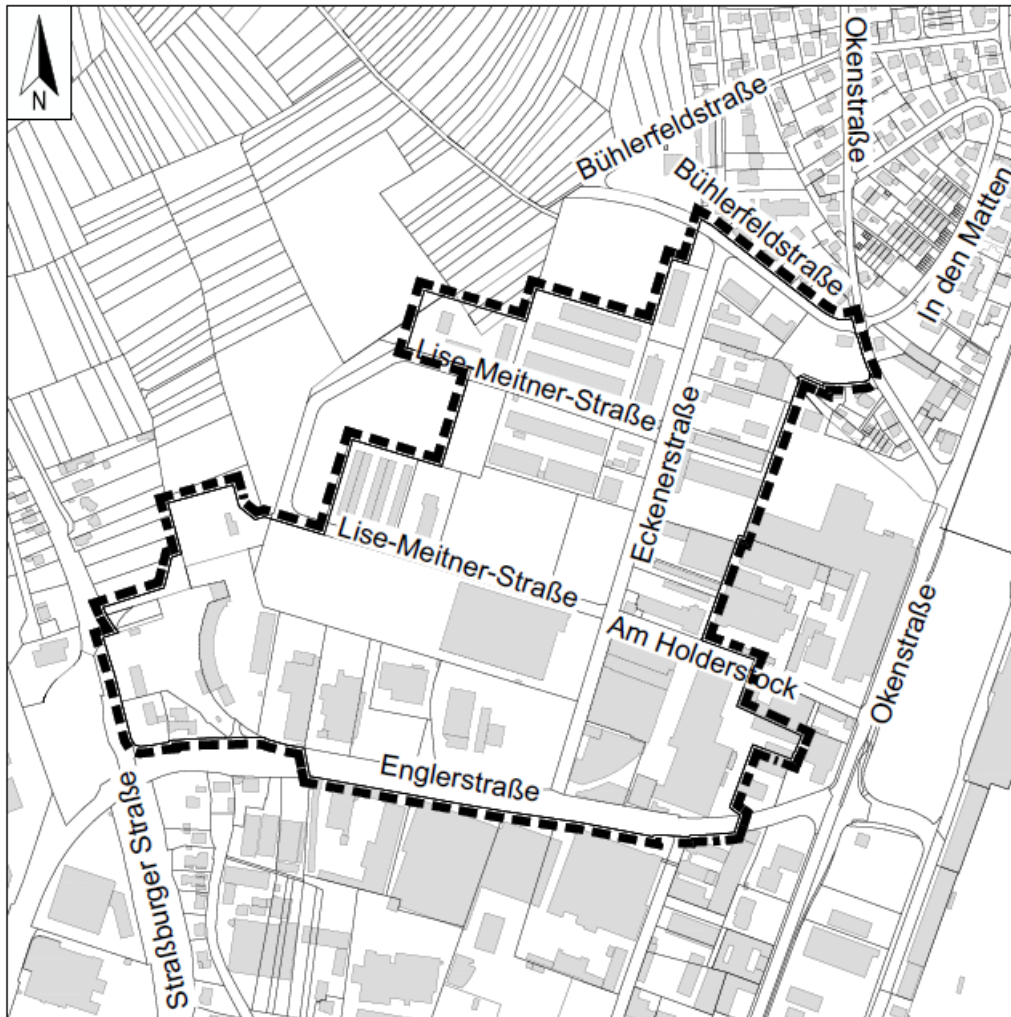 N
Okenstraße
Bühlerfeldstraße
Bühlerfeldstraße
In den Matten
Lise-Meitner-Straße
Eckenerstraße
Lise-Meitner-Straße
Am Holderstock
Okenstraße
Englerstraße
Straßburger Straße